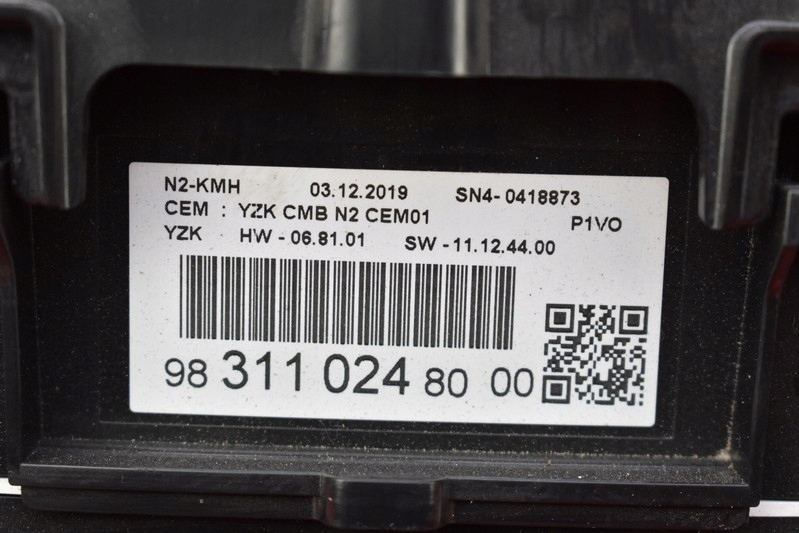 N2-KMH 03.12.2019 SN4-0418873
CEM : YZK CMB N2 CEM01 P1VO
YZK HW - 06.81.01 SW - 11.12.44.00
98 311 024 80 00